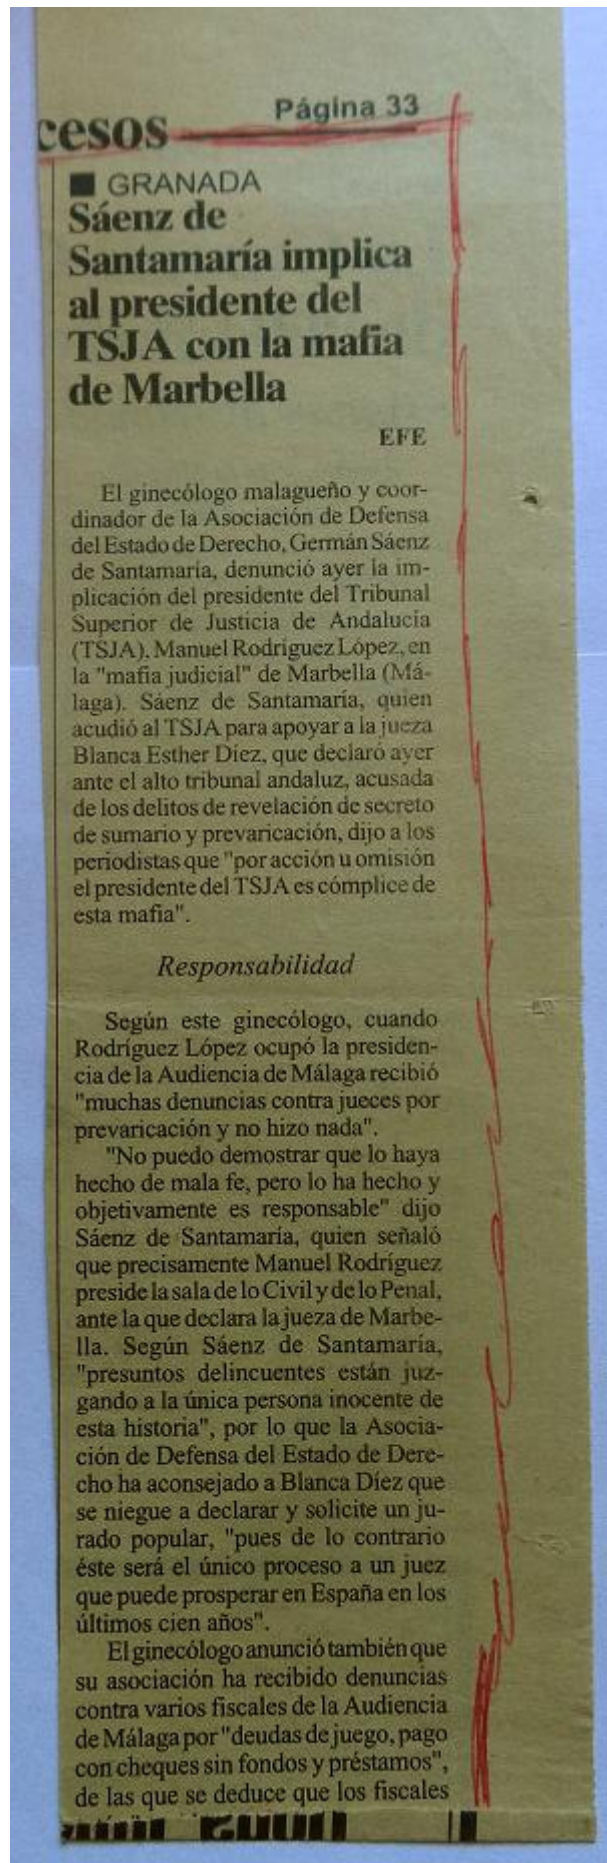 Página 33
cesos
GRANADA
Sáenz de
Santamaría implica
al presidente del
TSJA con la mafia
de Marbella
EFE
El ginecólogo malagueño y coor-
dinador de la Asociación de Defensa
del Estado de Derecho, Germán Sáenz
de Santamaría, denunció ayer la im-
plicación del presidente del Tribunal
Superior de Justicia de Andalucía
(TSJA), Manuel Rodríguez López, en
la "mafia judicial" de Marbella (Má-
laga). Sáenz de Santamaría, quien
acudió al TSJA para apoyar a la jueza
Blanca Esther Díez, que declaró ayer
ante el alto tribunal andaluz, acusada
de los delitos de revelación de secreto
de sumario y prevaricación, dijo a los
periodistas que "por acción u omisión
el presidente del TSJA es cómplice de
esta mafia".
Responsabilidad
Según este ginecólogo, cuando
Rodríguez López ocupó la presiden-
cia de la Audiencia de Málaga recibió
"muchas denuncias contra jueces por
prevaricación y no hizo nada".
"No puedo demostrar que lo haya
hecho de mala fe, pero lo ha hecho y
objetivamente es responsable" dijo
Sáenz de Santamaría, quien señaló
que precisamente Manuel Rodríguez
preside la sala de lo Civil y de lo Penal,
ante la que declara la jueza de Marbe-
lla. Según Sáenz de Santamaría,
"presuntos delincuentes están juz-
gando a la única persona inocente de
esta historia", por lo que la Asocia-
ción de Defensa del Estado de Dere-
cho ha aconsejado a Blanca Díez que
se niegue a declarar y solicite un ju-
rado popular, "pues de lo contrario
éste será el único proceso a un juez
que puede prosperar en España en los
últimos cien años".
El ginecólogo anunció también que
su asociación ha recibido denuncias
contra varios fiscales de la Audiencia
de Málaga por "deudas de juego, pago
con cheques sin fondos y préstamos",
de las que se deduce que los fiscales